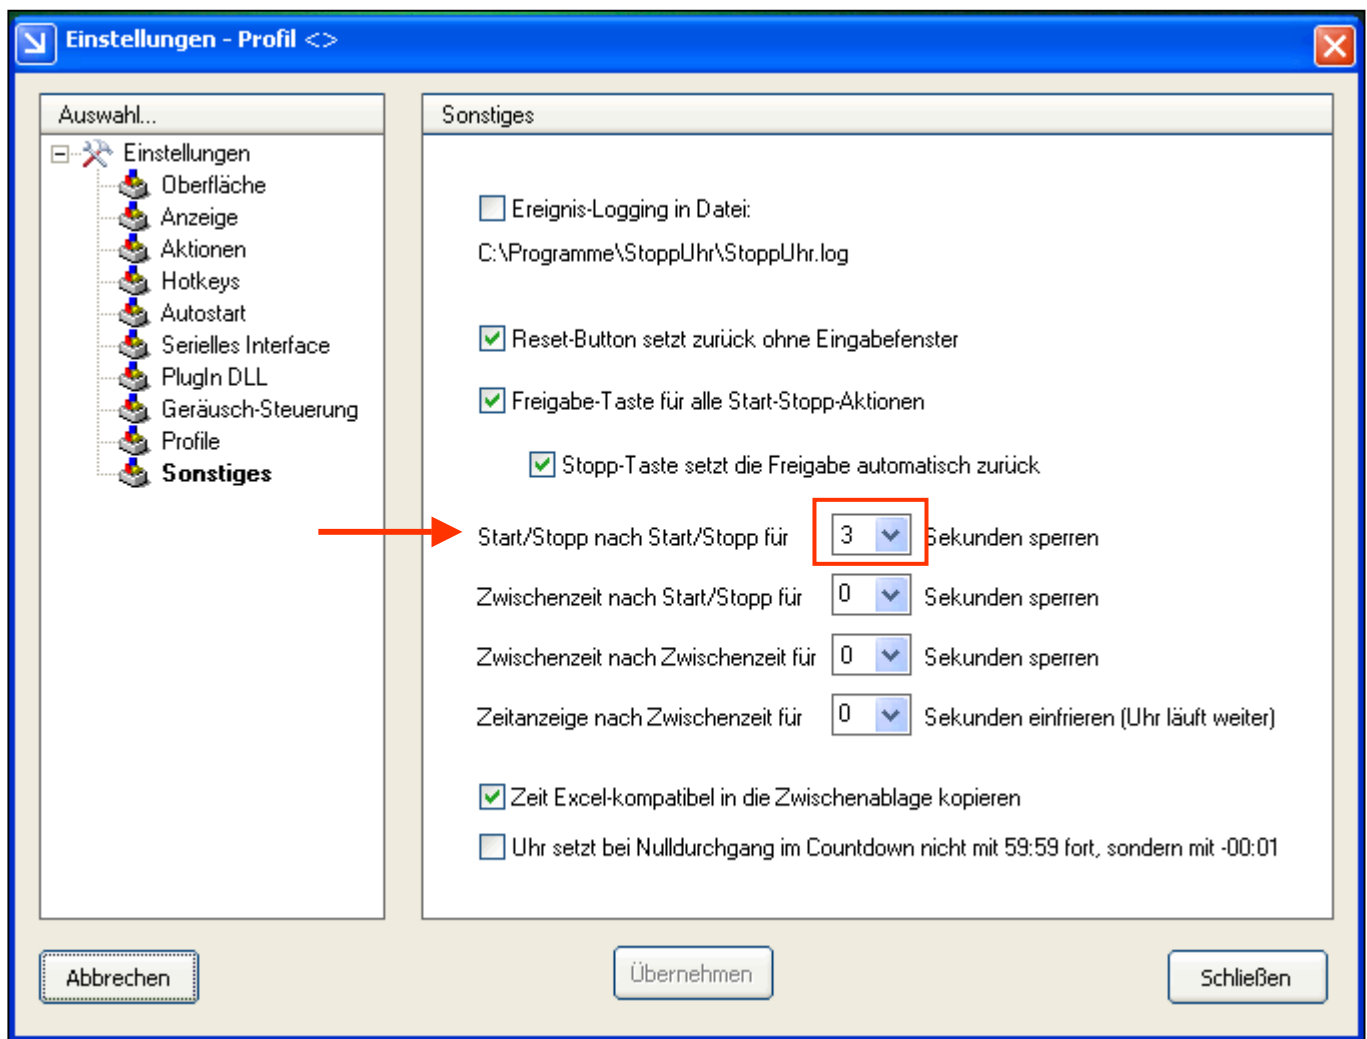 Einstellungen - Profil <>
Auswahl...
Einstellungen
Oberfläche
Anzeige
Aktionen
Hotkeys
Autostart
Serielles Interface
PlugIn DLL
Geräusch-Steuerung
Profile
Sonstiges
Sonstiges
Ereignis-Logging in Datei:
C:\Programme\StoppUhr\StoppUhr.log
Reset-Button setzt zurück ohne Eingabefenster
Freigabe-Taste für alle Start-Stopp-Aktionen
Stopp-Taste setzt die Freigabe automatisch zurück
Start/Stopp nach Start/Stopp für 3 Sekunden sperren
Zwischenzeit nach Start/Stopp für 0 Sekunden sperren
Zwischenzeit nach Zwischenzeit für 0 Sekunden sperren
Zeitanzeige nach Zwischenzeit für 0 Sekunden einfrieren (Uhr läuft weiter)
Zeit Excel-kompatibel in die Zwischenablage kopieren
Uhr setzt bei Nulldurchgang im Countdown nicht mit 59:59 fort, sondern mit -00:01
Abbrechen
Übernehmen
Schließen